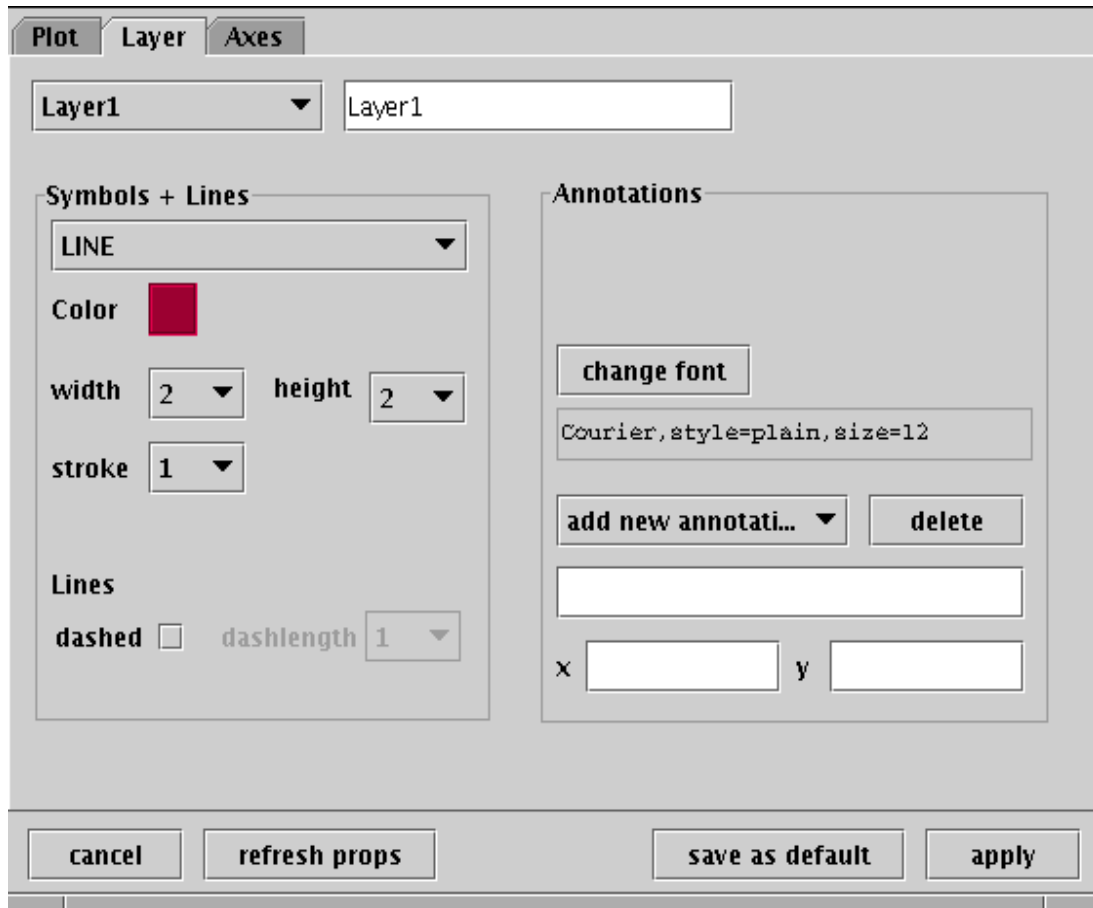 Plot Layer Axes
Layer1 Layer1
Symbols + Lines
LINE
Color
width 2 height 2
stroke 1
Lines
dashed dashlength 1
Annotations
change font
Courier,style=plain,size=12
add new annotati... delete
x y
cancel refresh props save as default apply